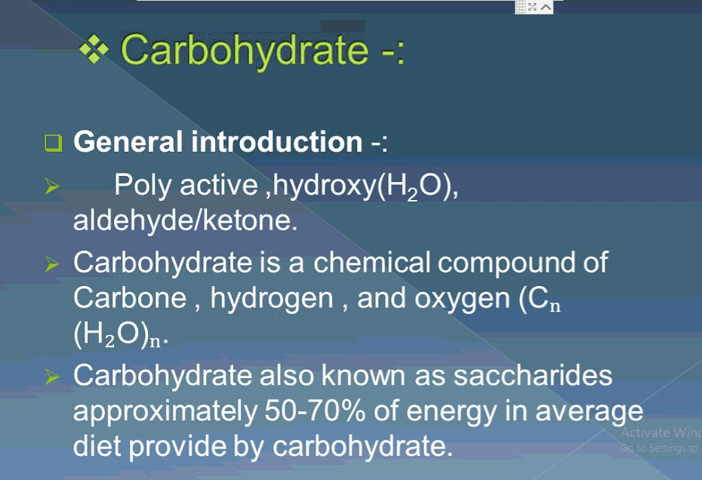 ❖ Carbohydrate -:
❑ General introduction -:
➢ Poly active ,hydroxy(H₂O),
aldehyde/ketone.
➢ Carbohydrate is a chemical compound of
Carbone , hydrogen , and oxygen (Cₙ
(H₂O)ₙ.
➢ Carbohydrate also known as saccharides
approximately 50-70% of energy in average
diet provide by carbohydrate.
Activate Wind
Go to Settings to